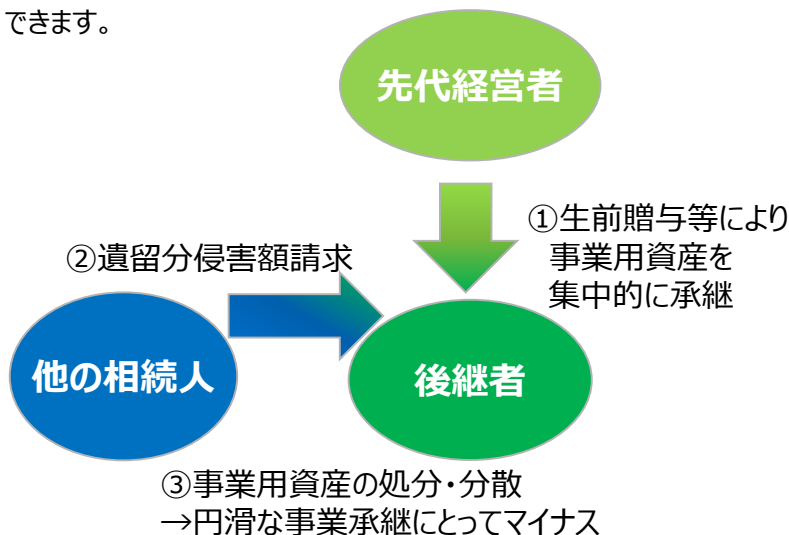 できます。
先代経営者
①生前贈与等により
事業用資産を
集中的に承継
②遺留分侵害額請求
他の相続人
後継者
③事業用資産の処分・分散
→円滑な事業承継にとってマイナス